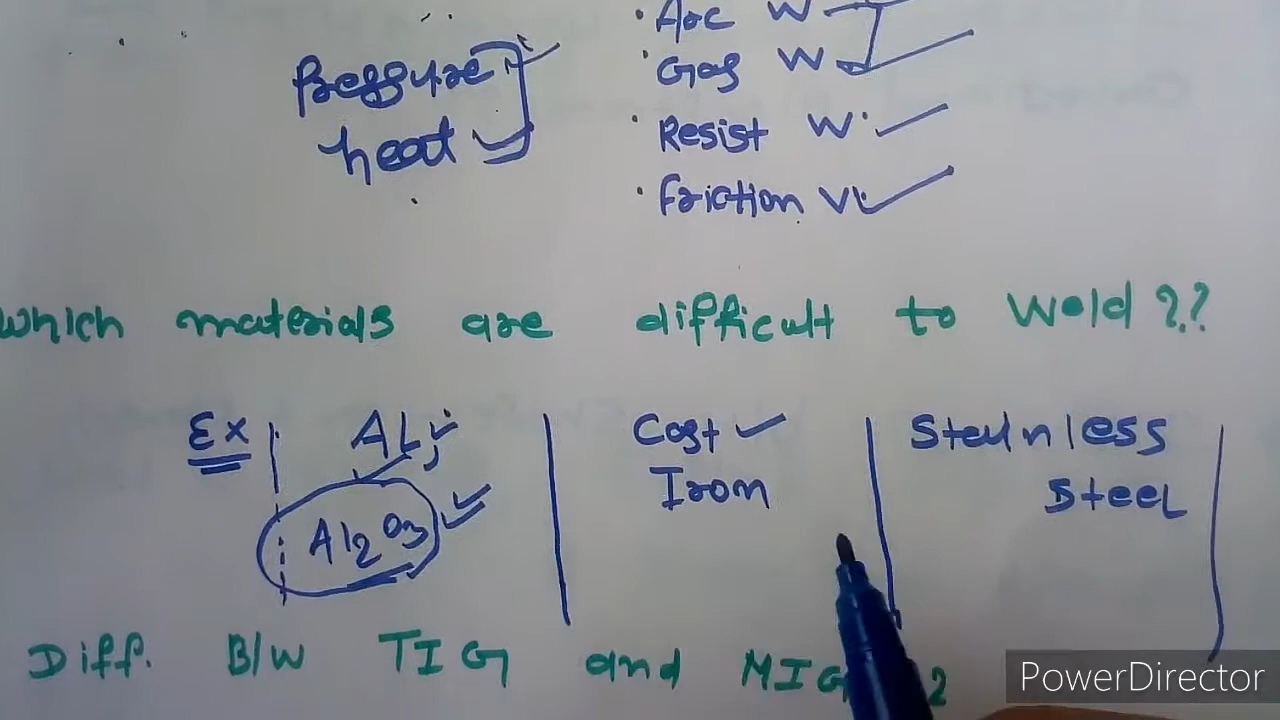 Pressure
heat
· Arc W
· Gas W
· Resist W.
· Friction W.
Which materials are difficult to Weld ??
Ex
Al;
Al2O3
Cast
Iron
Stainless
Steel
Diff. B/w TIG and MIG ?
PowerDirector